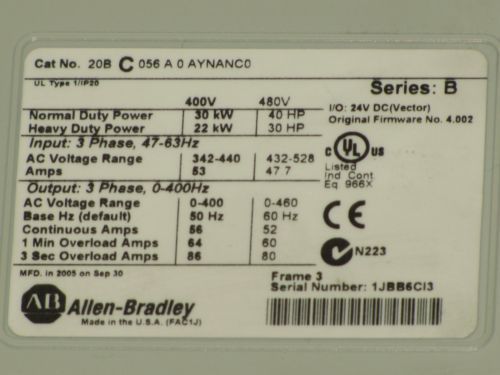 Cat No. 20B C 056 A 0 AYNANC0
UL Type 1/IP20
Series: B
400V 480V
I/O: 24V DC(Vector)
Normal Duty Power 30 kW 40 HP
Original Firmware No. 4.002
Heavy Duty Power 22 kW 30 HP
Input: 3 Phase, 47-63Hz
AC Voltage Range 342-440 432-528
Amps 53 47.7
C UL US
Listed
Ind Cont
Eq 966X
Output: 3 Phase, 0-400Hz
AC Voltage Range 0-400 0-460
Base Hz (default) 50 Hz 60 Hz
Continuous Amps 56 52
1 Min Overload Amps 64 60
3 Sec Overload Amps 86 80
CE
N223
MFD. in 2005 on Sep 30
Frame 3
Serial Number: 1JBB6CI3
AB Allen-Bradley
Made in the U.S.A. (FAC1J)